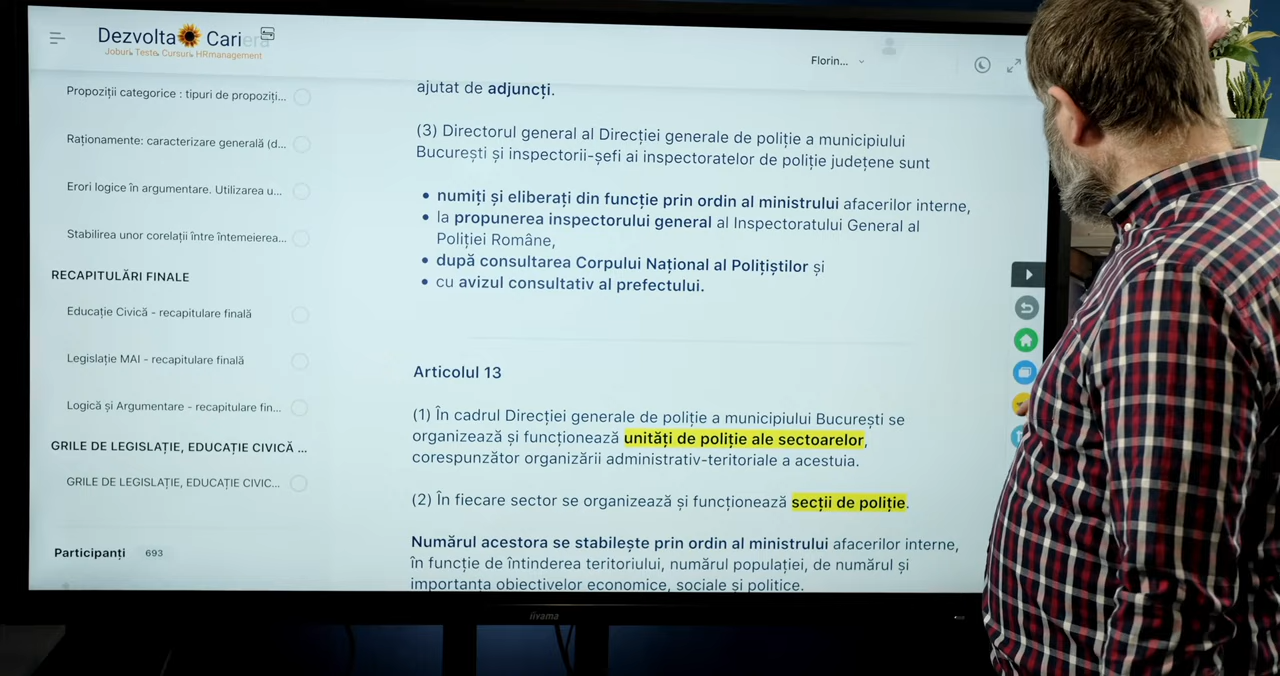 Dezvolta Cariera
Joburi, Teste, Cursuri, HRmanagement
Florin...
Propoziții categorice : tipuri de propoziți...
Raționamente: caracterizare generală (d...
Erori logice în argumentare. Utilizarea u...
Stabilirea unor corelații între întemeierea...
RECAPITULĂRI FINALE
Educație Civică - recapitulare finală
Legislație MAI - recapitulare finală
Logică și Argumentare - recapitulare fin...
GRILE DE LEGISLAȚIE, EDUCAȚIE CIVICĂ ...
GRILE DE LEGISLAȚIE, EDUCAȚIE CIVIC...
Participanți 693
ajutat de adjuncți.
(3) Directorul general al Direcției generale de poliție a municipiului
București și inspectorii-șefi ai inspectoratelor de poliție județene sunt
• numiți și eliberați din funcție prin ordin al ministrului afacerilor interne,
• la propunerea inspectorului general al Inspectoratului General al
Poliției Române,
• după consultarea Corpului Național al Polițiștilor și
• cu avizul consultativ al prefectului.
Articolul 13
(1) În cadrul Direcției generale de poliție a municipiului București se
organizează și funcționează unități de poliție ale sectoarelor,
corespunzător organizării administrativ-teritoriale a acestuia.
(2) În fiecare sector se organizează și funcționează secții de poliție.
Numărul acestora se stabilește prin ordin al ministrului afacerilor interne,
în funcție de întinderea teritoriului, numărul populației, de numărul și
importanța obiectivelor economice, sociale și politice.
iiyama